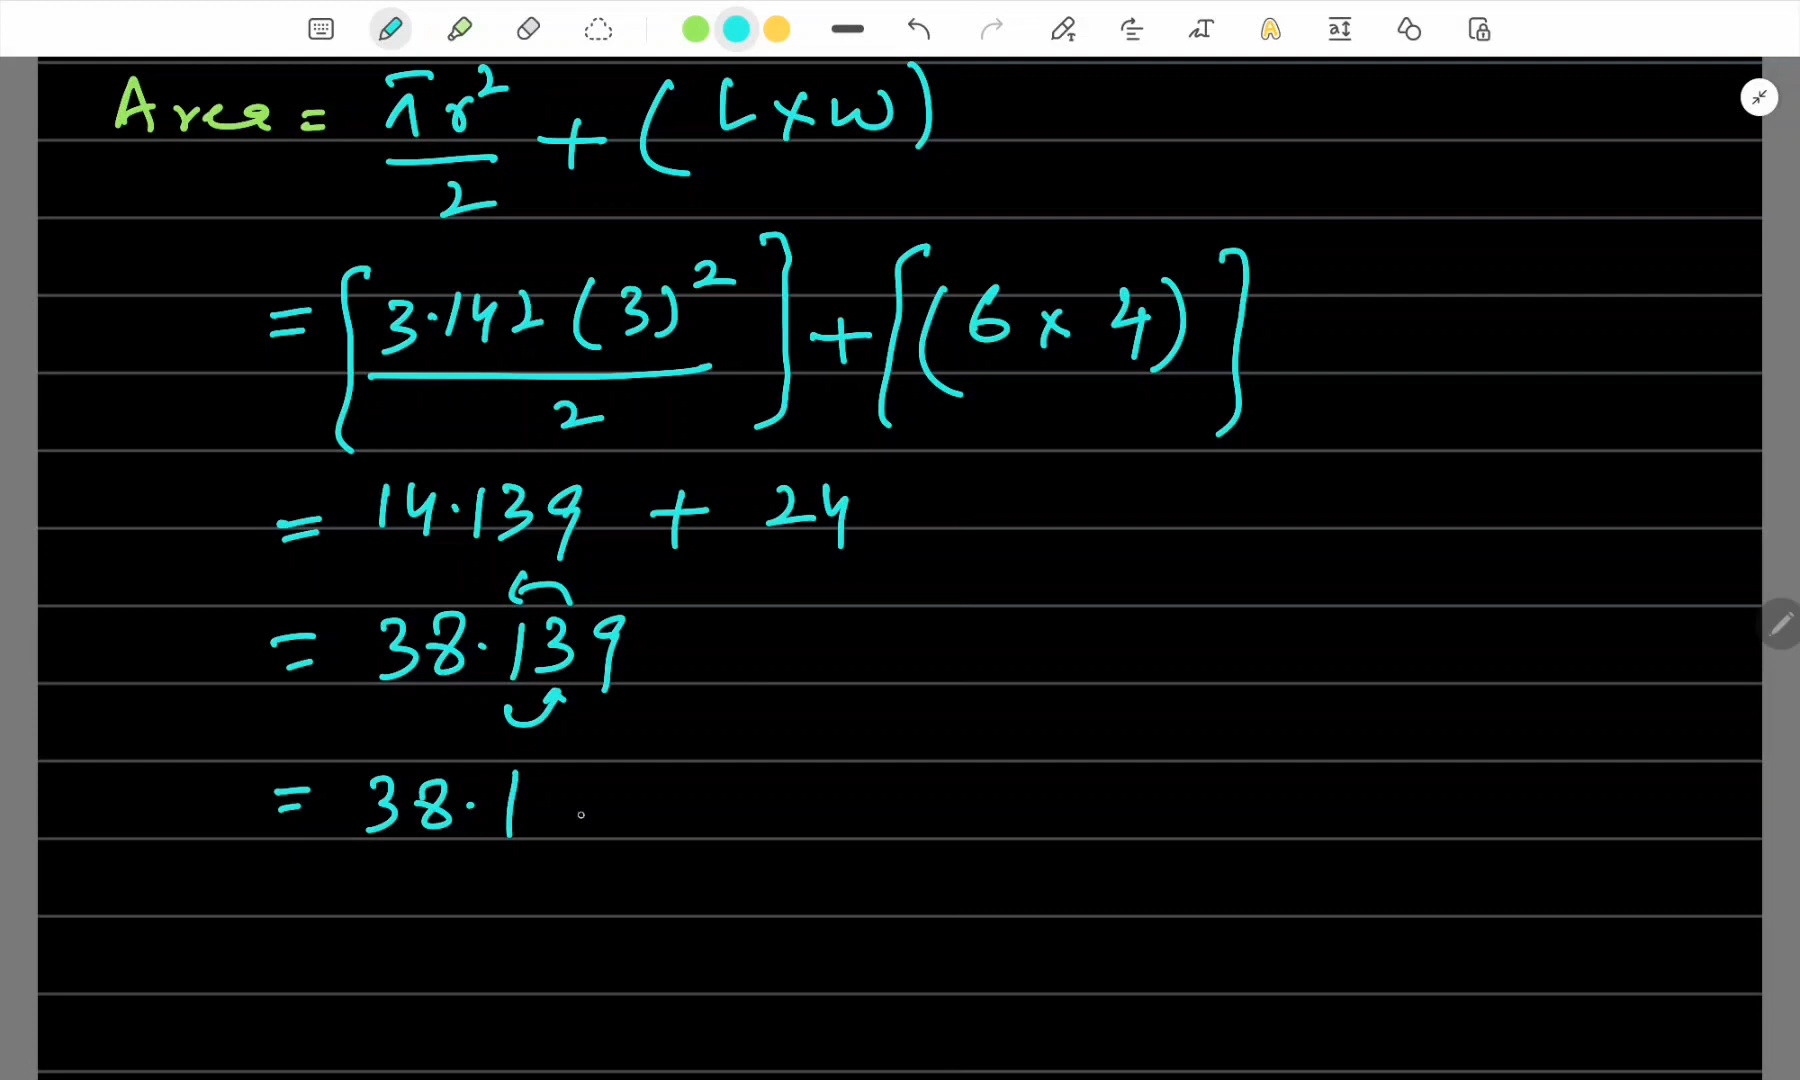 Area = πr²/2 + (L×W)
= [3.142(3)²/2] + [(6×4)]
= 14.139 + 24
= 38.139
= 38.1